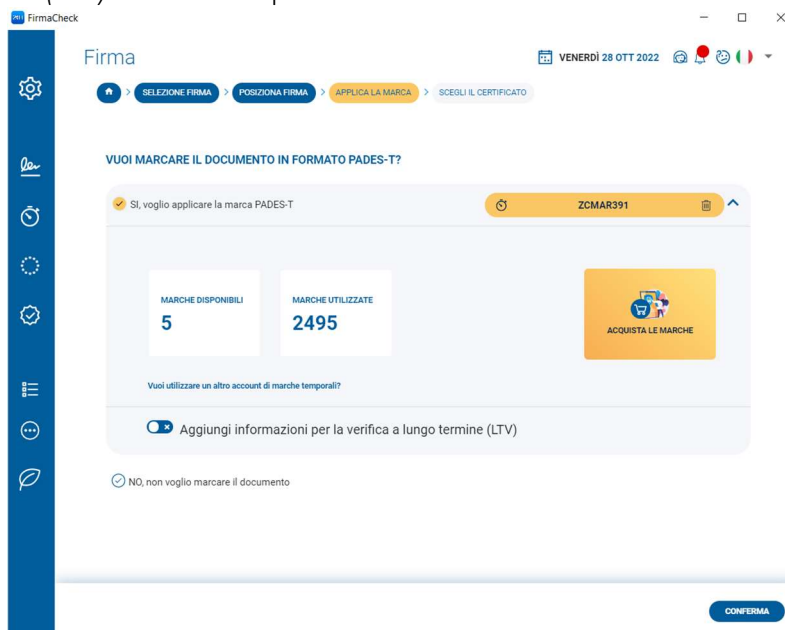 FirmaCheck
Firma
VENERDÌ 28 OTT 2022
> SELEZIONE FIRMA > POSIZIONA FIRMA > APPLICA LA MARCA > SCEGLI IL CERTIFICATO
VUOI MARCARE IL DOCUMENTO IN FORMATO PADES-T?
SI, voglio applicare la marca PADES-T
ZCMAR391
MARCHE DISPONIBILI
5
MARCHE UTILIZZATE
2495
ACQUISTA LE MARCHE
Vuoi utilizzare un altro account di marche temporali?
Aggiungi informazioni per la verifica a lungo termine (LTV)
NO, non voglio marcare il documento
CONFERMA